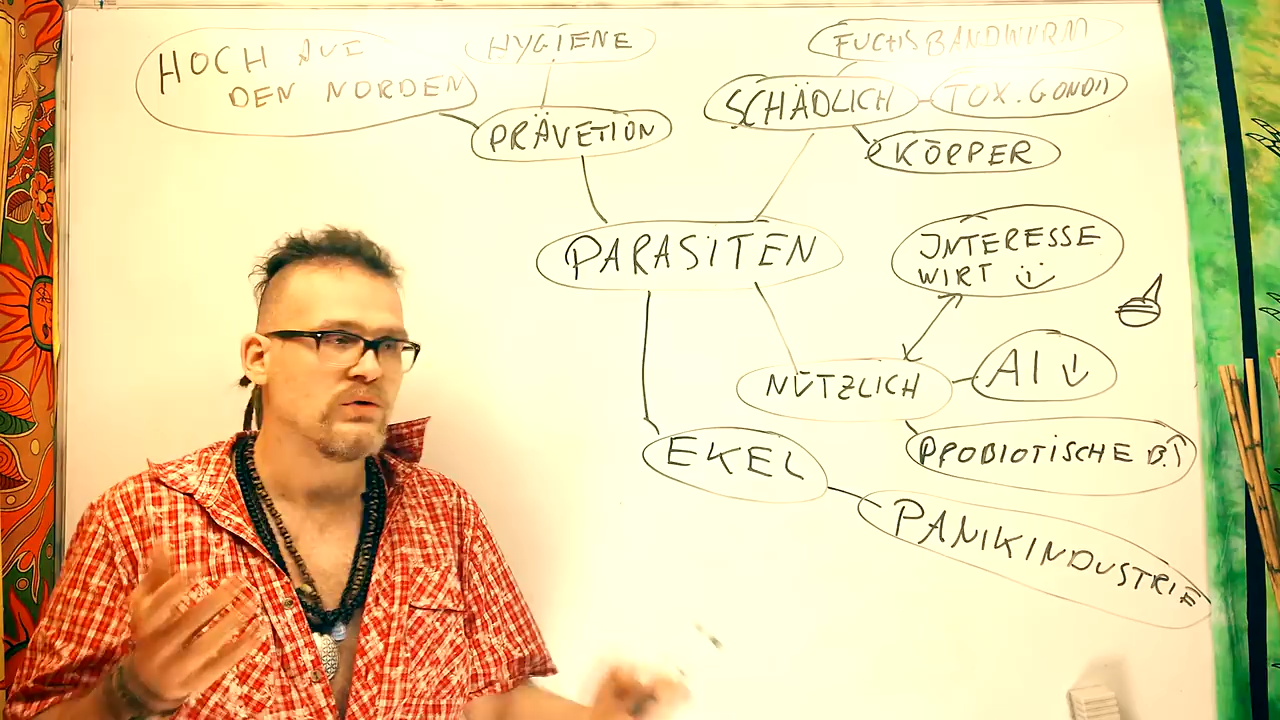 HOCH AUF
DEN NORDEN
HYGIENE
PRÄVETION
FUCHSBANDWURM
SCHÄDLICH
TOX. GONDII
KÖRPER
PARASITEN
INTERESSE
WIRT
NÜTZLICH
AI ↓
PROBIOTISCHE B. ↑
EKEL
PANIKINDUSTRIE